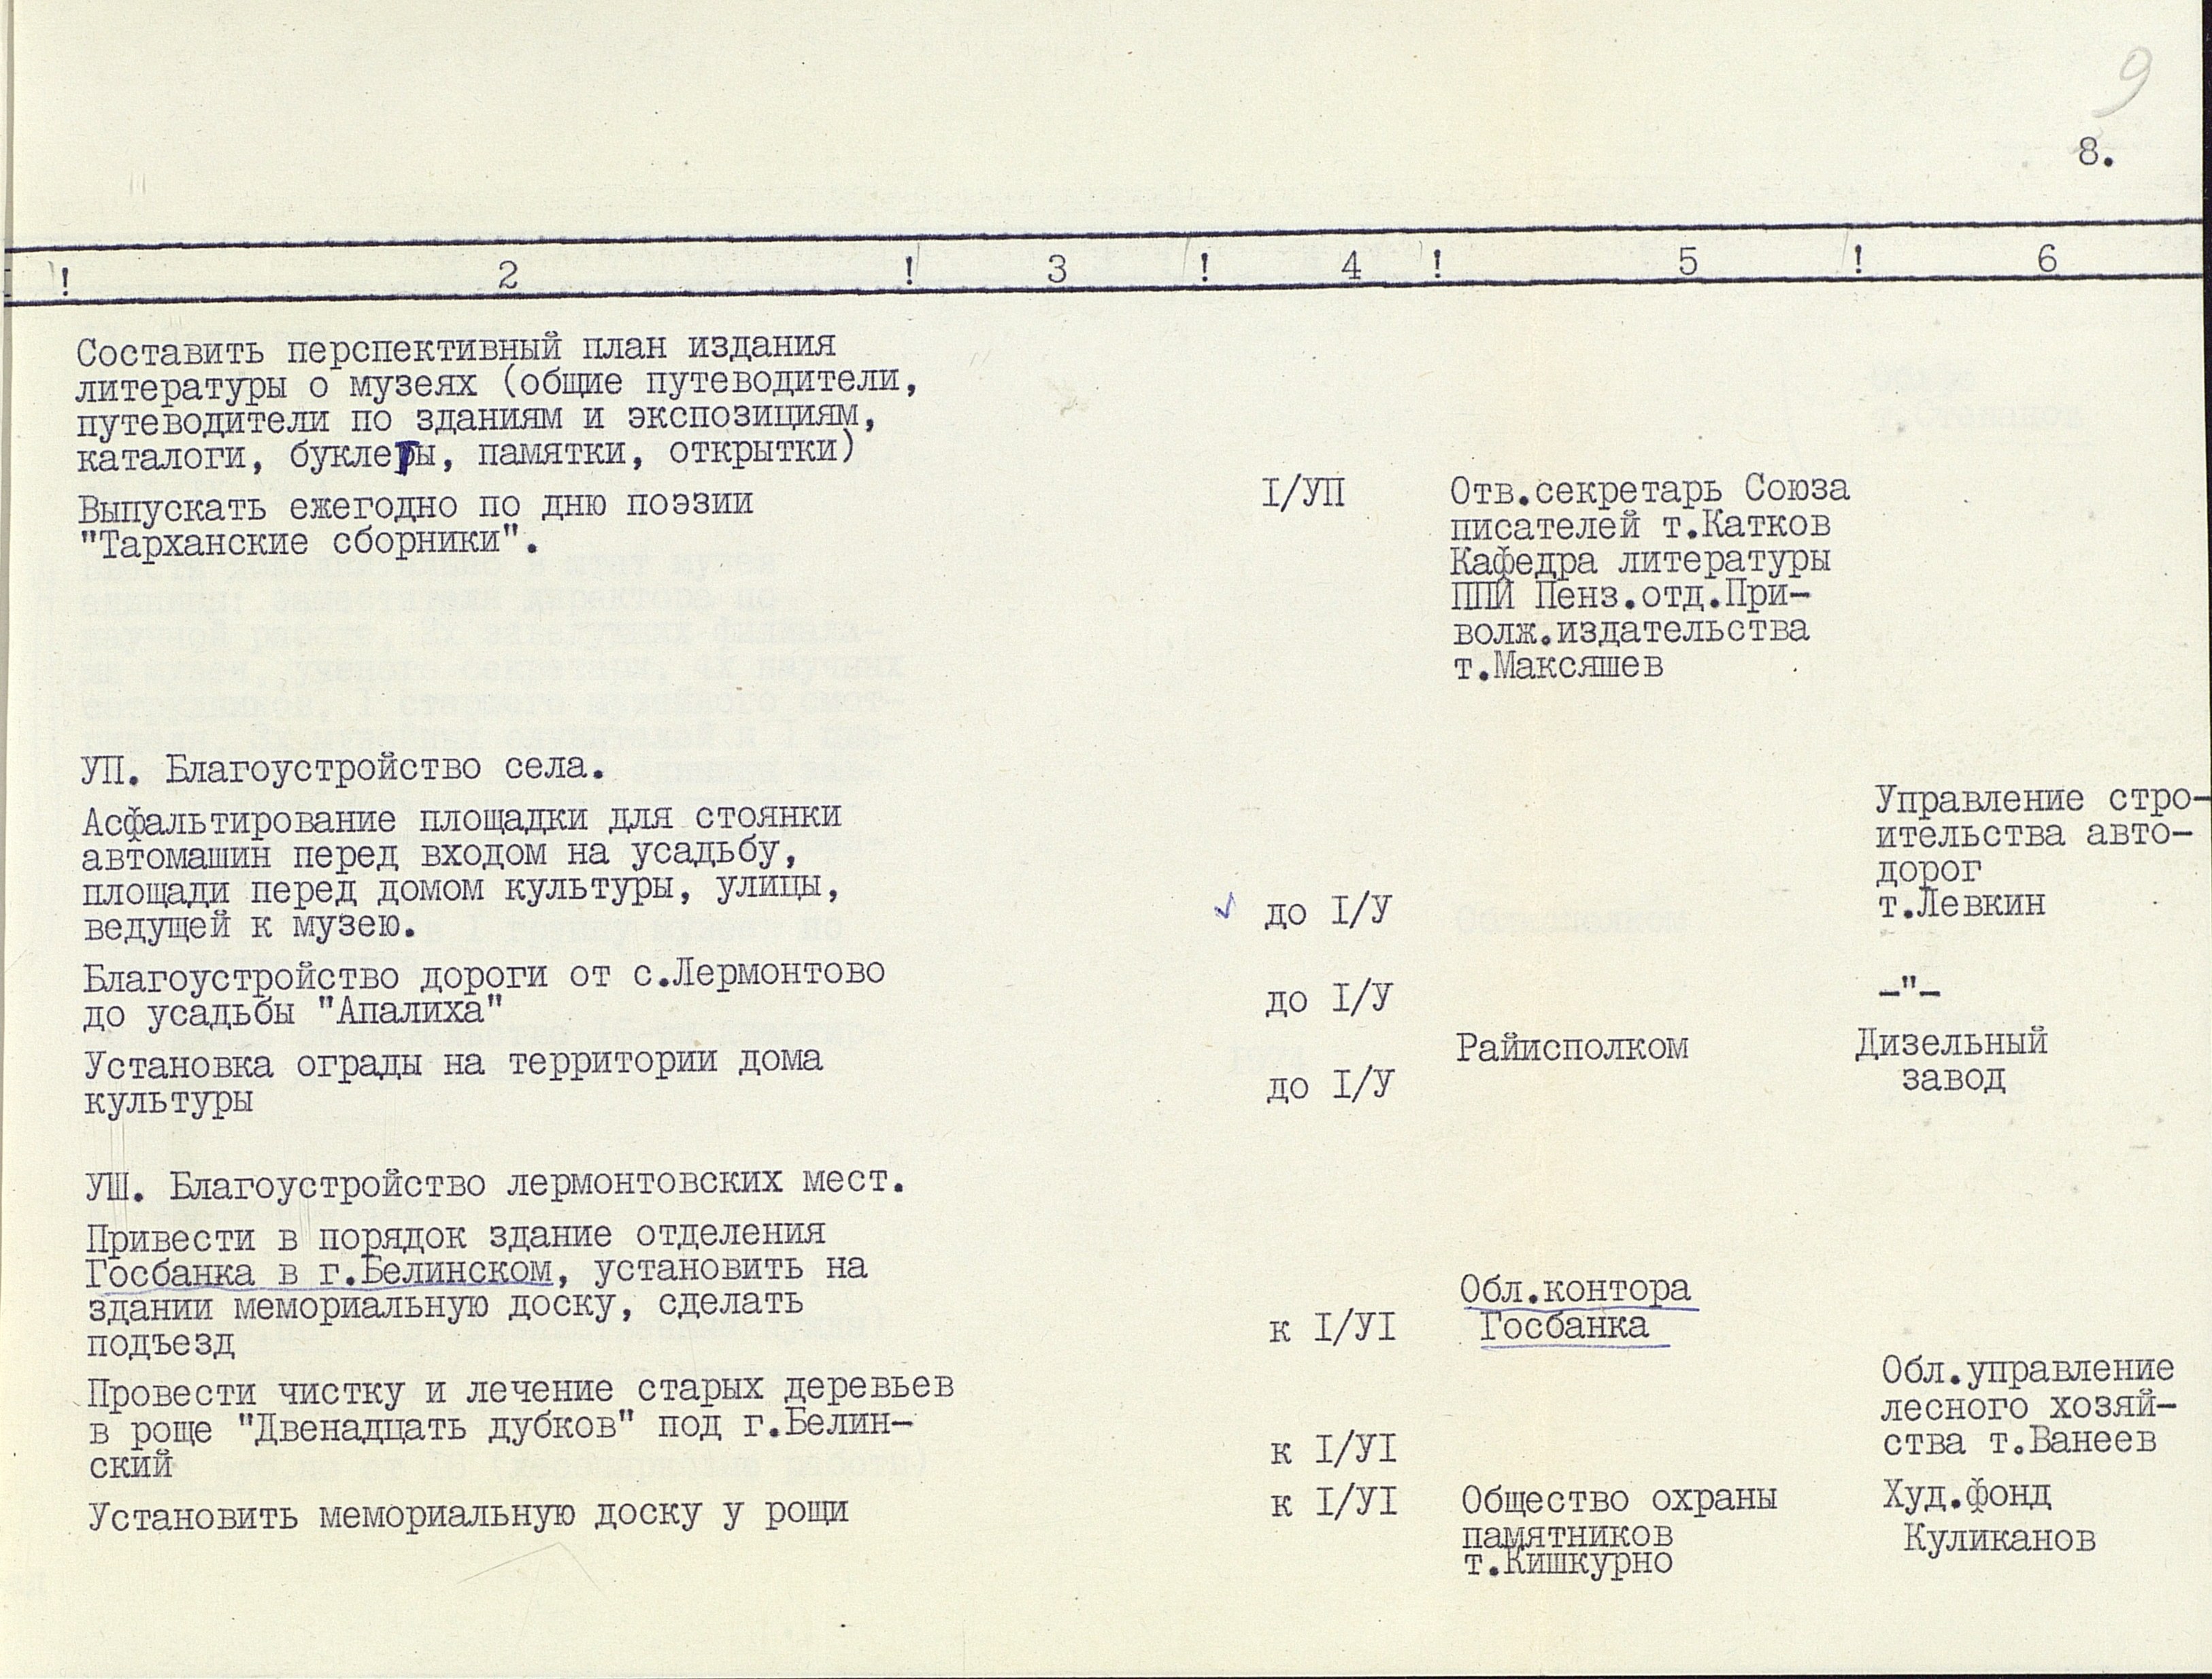 9
8.
! 2 ! 3 ! 4 ! 5 ! 6
Составить перспективный план издания
литературы о музеях (общие путеводители,
путеводители по зданиям и экспозициям,
каталоги, буклеты, памятки, открытки)
Выпускать ежегодно по дню поэзии
"Тарханские сборники".
I/УП
Отв.секретарь Союза
писателей т.Катков
Кафедра литературы
ППИ Пенз.отд.При-
волж.издательства
т.Максяшев
УП. Благоустройство села.
Асфальтирование площадки для стоянки
автомашин перед входом на усадьбу,
площади перед домом культуры, улицы,
ведущей к музею.
✓ до I/У
Управление стро-
ительства авто-
дорог
т.Левкин
Благоустройство дороги от с.Лермонтово
до усадьбы "Апалиха"
до I/У
-"-
Установка ограды на территории дома
культуры
до I/У
Райисполком
Дизельный
завод
УШ. Благоустройство лермонтовских мест.
Привести в порядок здание отделения
Госбанка в г.Белинском, установить на
здании мемориальную доску, сделать
подъезд
к I/УI
Обл.контора
Госбанка
Провести чистку и лечение старых деревьев
в роще "Двенадцать дубков" под г.Белин-
ский
к I/УI
Обл.управление
лесного хозяй-
ства т.Ванеев
Установить мемориальную доску у рощи
к I/УI
Общество охраны
памятников
т.Кишкурно
Худ.фонд
Куликанов